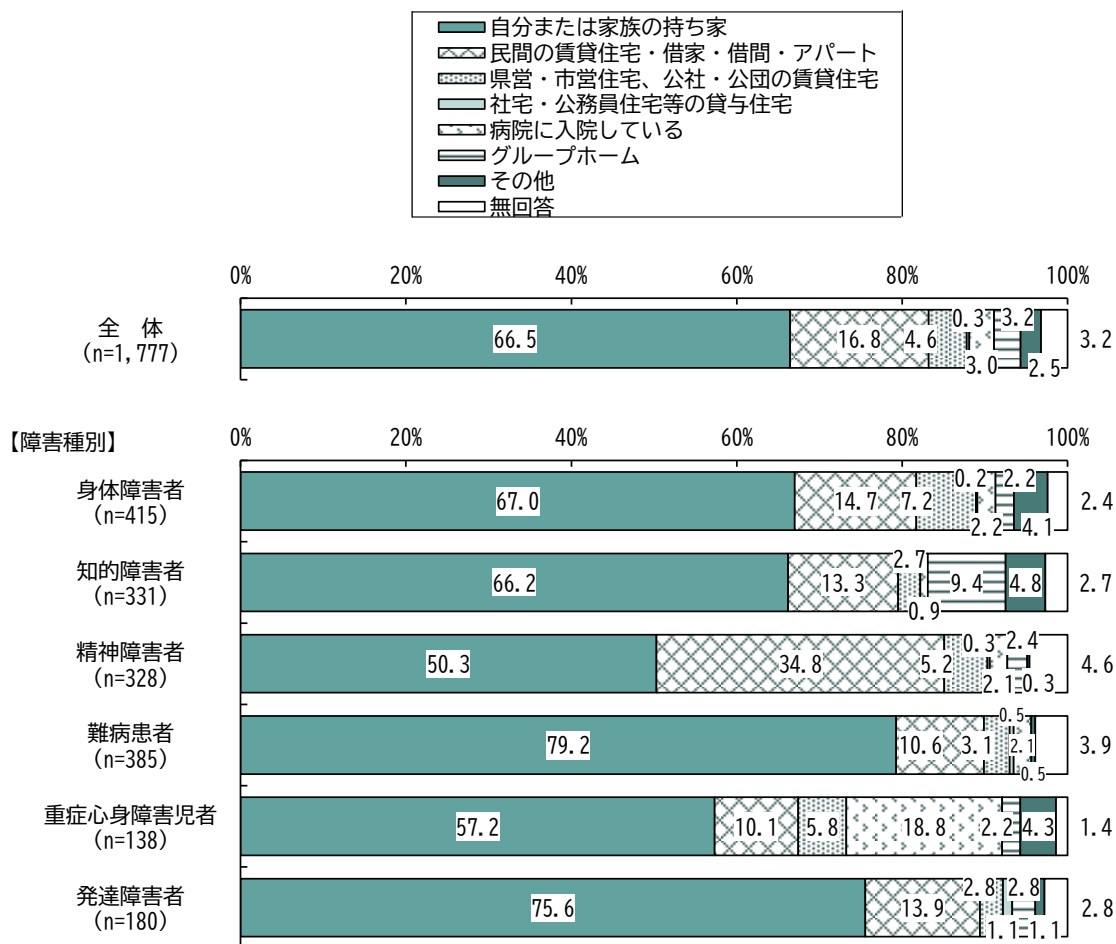 自分または家族の持ち家
民間の賃貸住宅・借家・借間・アパート
県営・市営住宅、公社・公団の賃貸住宅
社宅・公務員住宅等の貸与住宅
病院に入院している
グループホーム
その他
無回答
0% 20% 40% 60% 80% 100%
全 体
(n=1,777)
66.5 16.8 4.6 0.3 3.0 3.2 2.5 3.2
【障害種別】
0% 20% 40% 60% 80% 100%
身体障害者
(n=415)
67.0 14.7 7.2 0.2 2.2 2.2 4.1 2.4
知的障害者
(n=331)
66.2 13.3 2.7 0.9 9.4 4.8 2.7
精神障害者
(n=328)
50.3 34.8 5.2 0.3 2.1 2.4 0.3 4.6
難病患者
(n=385)
79.2 10.6 3.1 0.5 2.1 0.5 3.9
重症心身障害児者
(n=138)
57.2 10.1 5.8 18.8 2.2 4.3 1.4
発達障害者
(n=180)
75.6 13.9 2.8 1.1 2.8 1.1 2.8